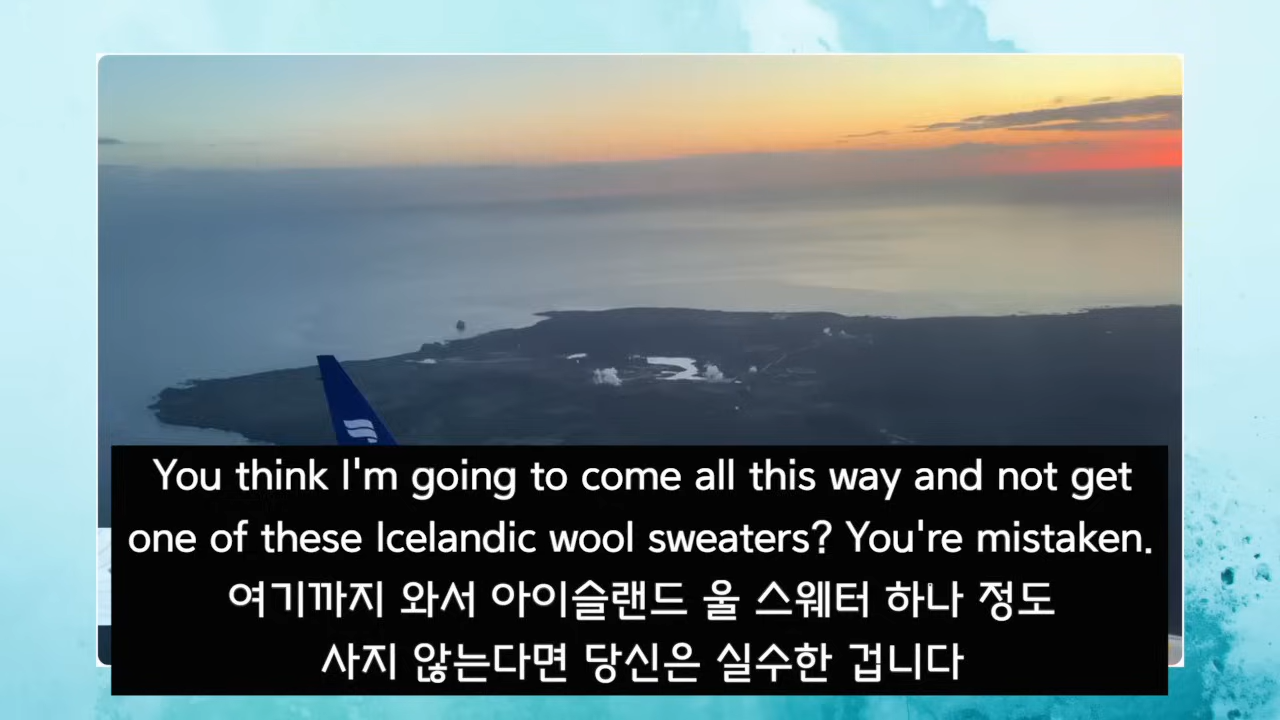 You think I'm going to come all this way and not get
one of these Icelandic wool sweaters? You're mistaken.
여기까지 와서 아이슬랜드 울 스웨터 하나 정도
사지 않는다면 당신은 실수한 겁니다